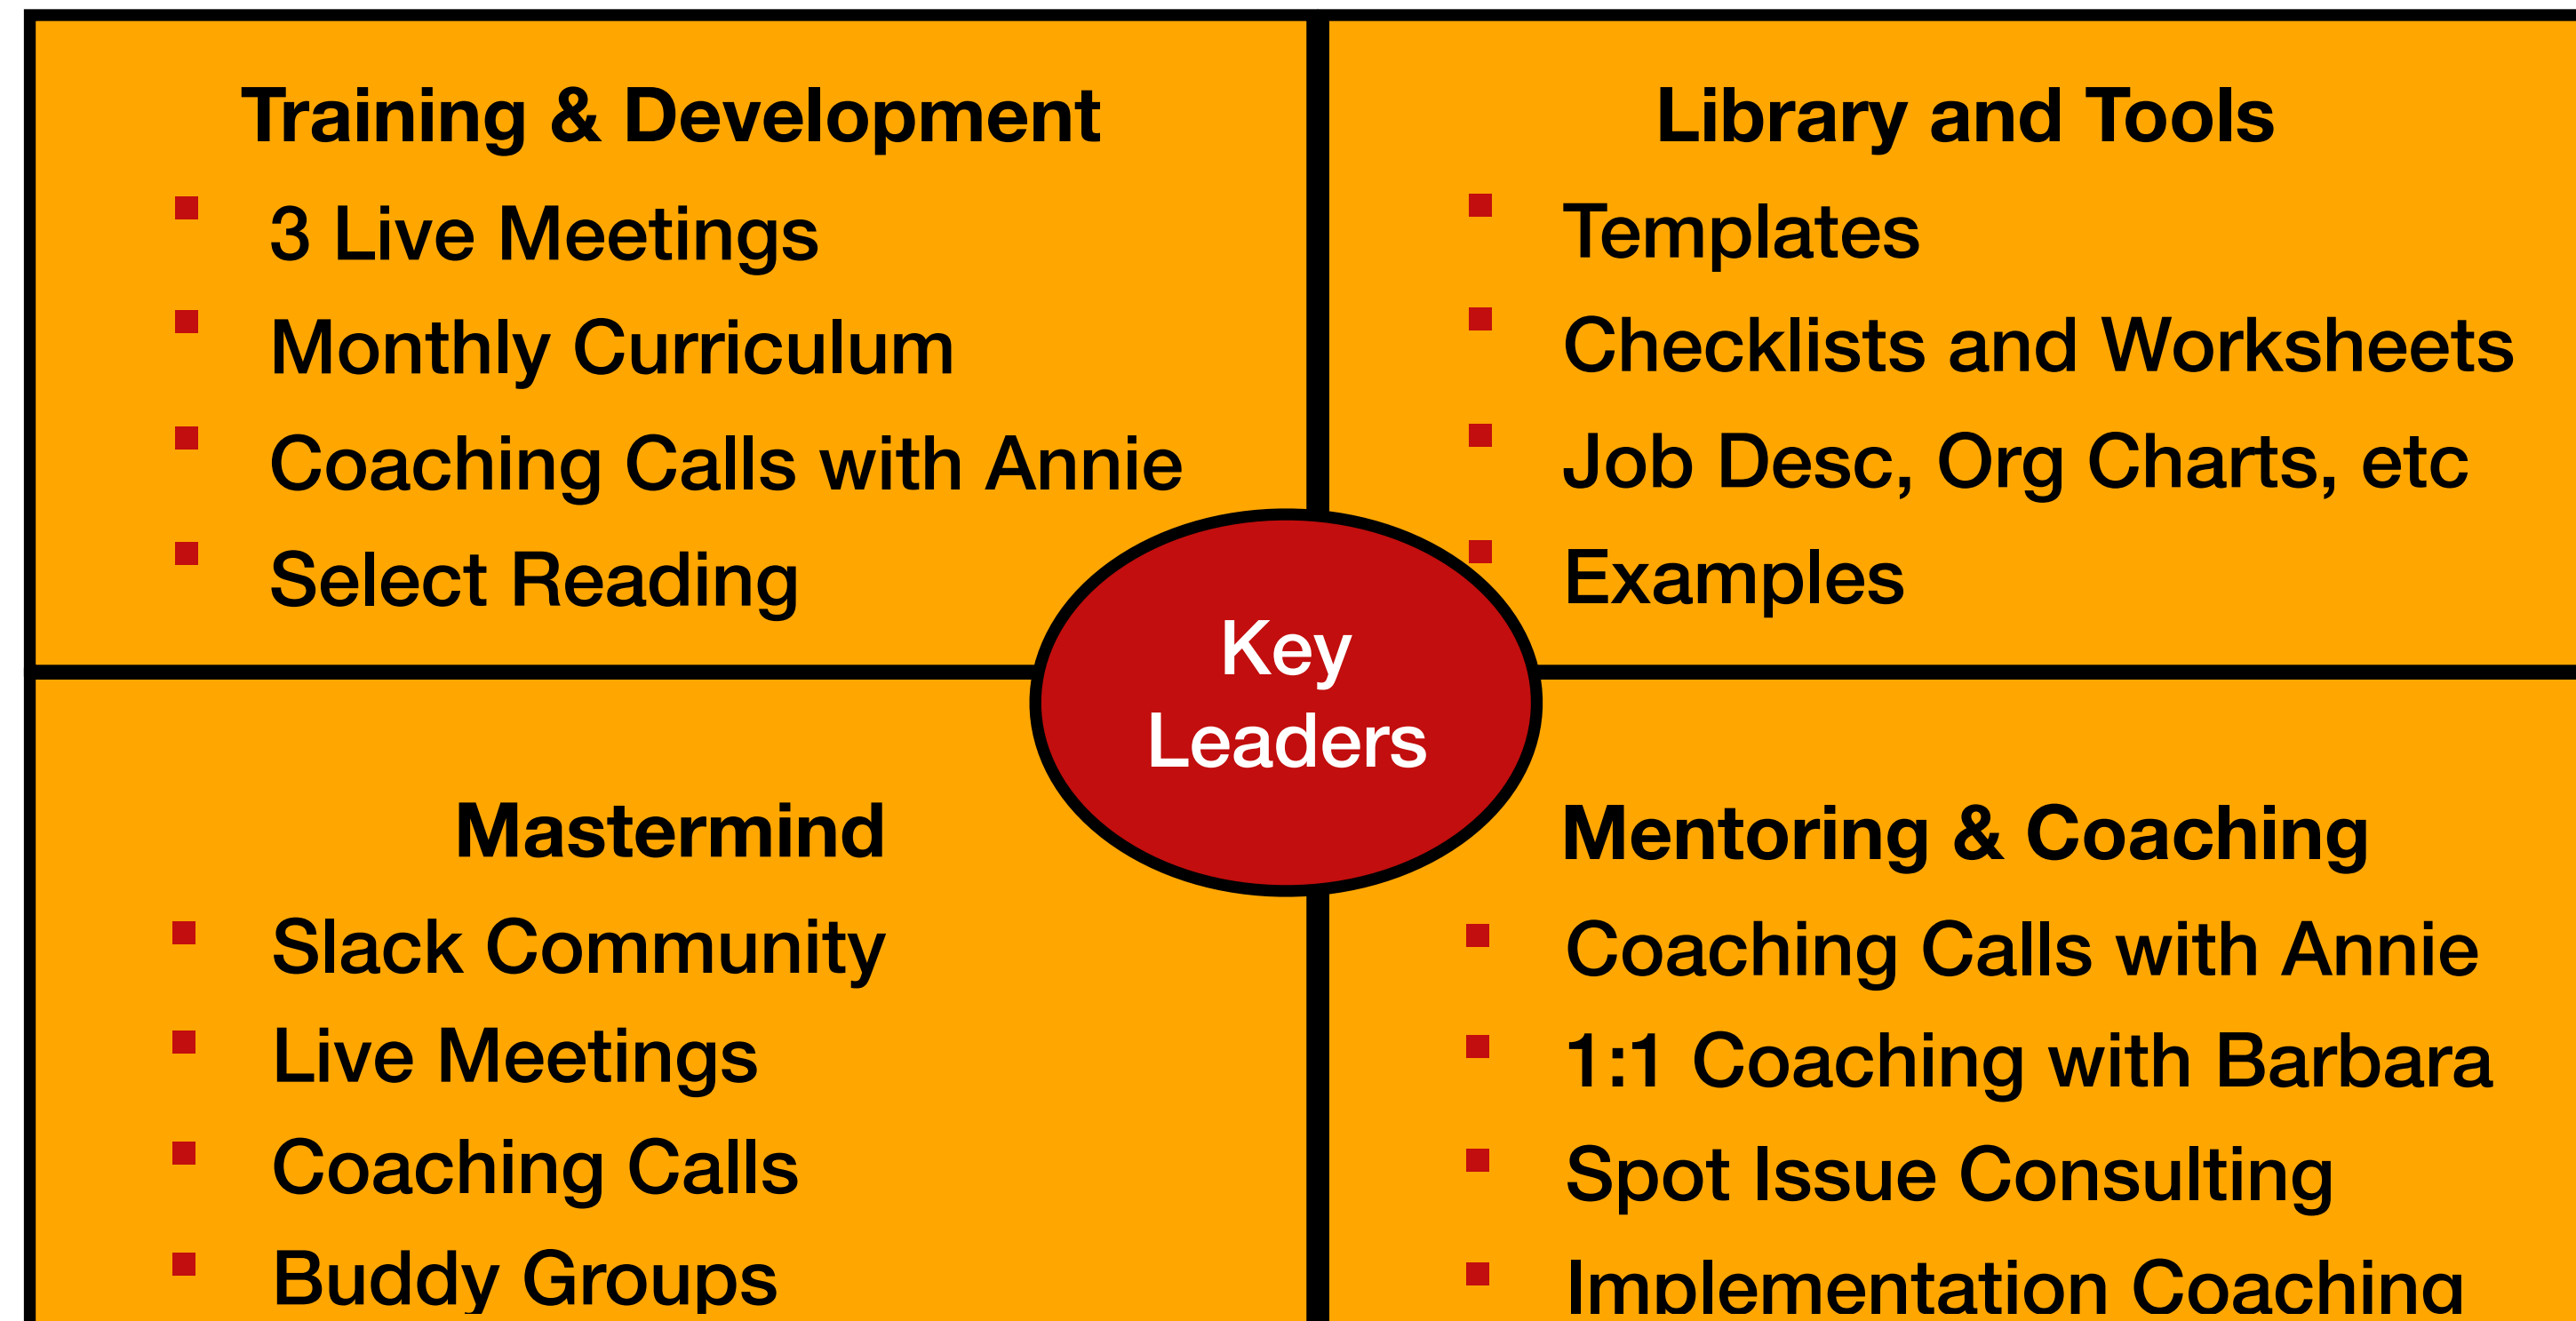 Training & Development
3 Live Meetings
Monthly Curriculum
Coaching Calls with Annie
Select Reading
Library and Tools
Templates
Checklists and Worksheets
Job Desc, Org Charts, etc
Examples
Key
Leaders
Mastermind
Slack Community
Live Meetings
Coaching Calls
Buddy Groups
Mentoring & Coaching
Coaching Calls with Annie
1:1 Coaching with Barbara
Spot Issue Consulting
Implementation Coaching